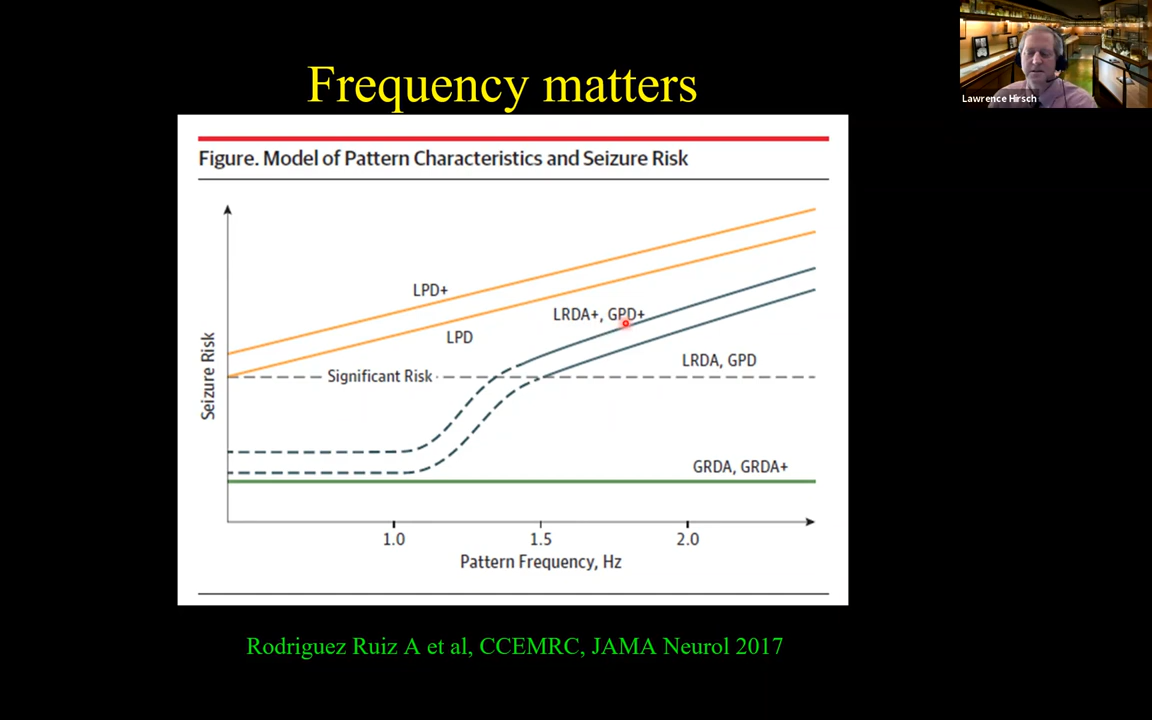 Frequency matters
Lawrence Hirsch
Figure. Model of Pattern Characteristics and Seizure Risk
LPD+
LRDA+, GPD+
LPD
LRDA, GPD
Significant Risk
Seizure Risk
GRDA, GRDA+
1.0 1.5 2.0
Pattern Frequency, Hz
Rodriguez Ruiz A et al, CCEMRC, JAMA Neurol 2017